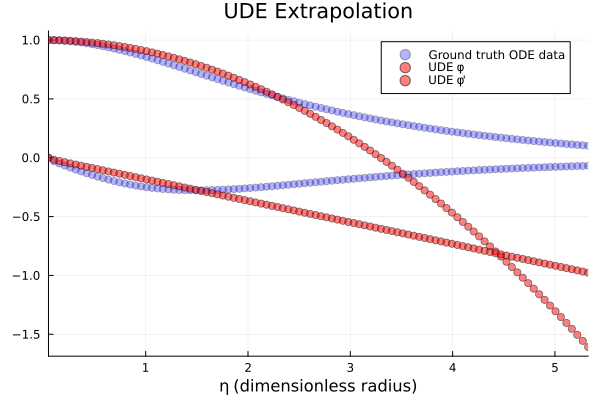 UDE Extrapolation
1.0
0.5
0.0
−0.5
−1.0
−1.5
Ground truth ODE data
UDE φ
UDE φ'
1 2 3 4 5
η (dimensionless radius)